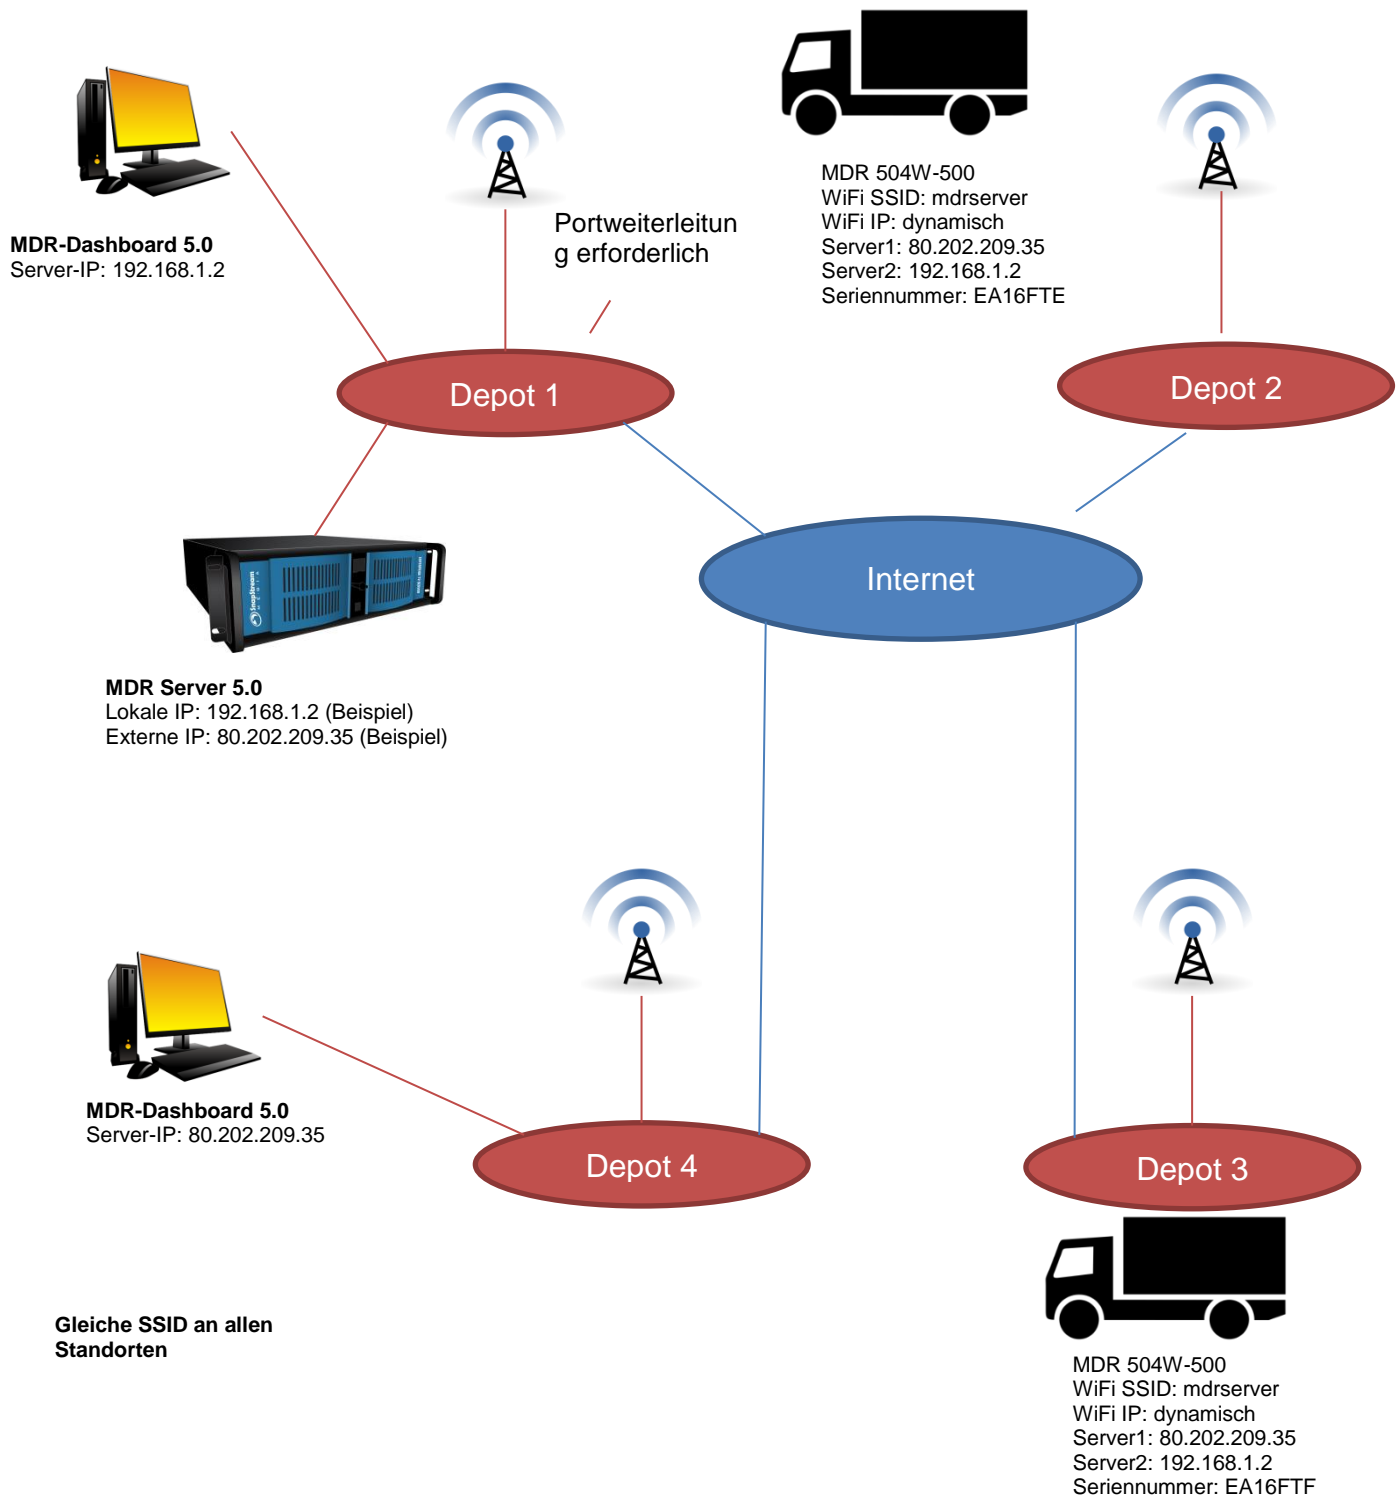 MDR 504W-500
WiFi SSID: mdrserver
WiFi IP: dynamisch
Server1: 80.202.209.35
Server2: 192.168.1.2
Seriennummer: EA16FTE
Portweiterleitun
g erforderlich
MDR-Dashboard 5.0
Server-IP: 192.168.1.2
Depot 1
Depot 2
Internet
SnapStream
MDR Server 5.0
Lokale IP: 192.168.1.2 (Beispiel)
Externe IP: 80.202.209.35 (Beispiel)
MDR-Dashboard 5.0
Server-IP: 80.202.209.35
Depot 4
Depot 3
Gleiche SSID an allen
Standorten
MDR 504W-500
WiFi SSID: mdrserver
WiFi IP: dynamisch
Server1: 80.202.209.35
Server2: 192.168.1.2
Seriennummer: EA16FTF